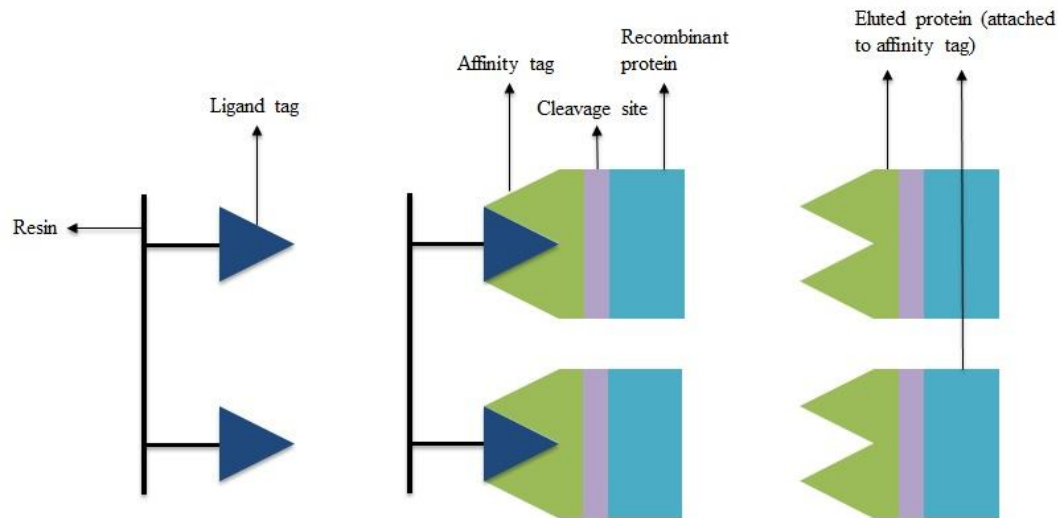 Resin
Ligand tag
Affinity tag
Cleavage site
Recombinant
protein
Eluted protein (attached
to affinity tag)